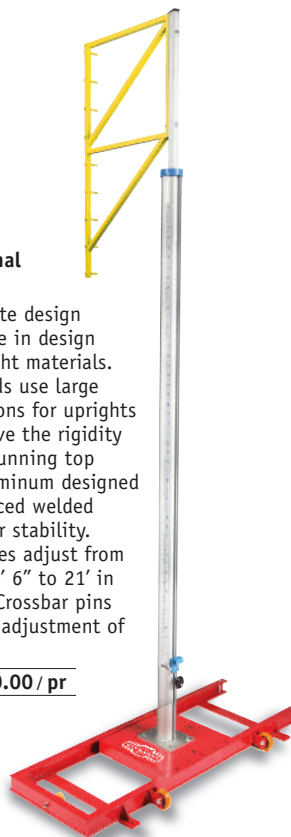 nal
te design
e in design
ht materials.
ds use large
ons for uprights
ve the rigidity
unning top
minum designed
ced welded
r stability.
es adjust from
′ 6″ to 21′ in
Crossbar pins
adjustment of
0.00 / pr